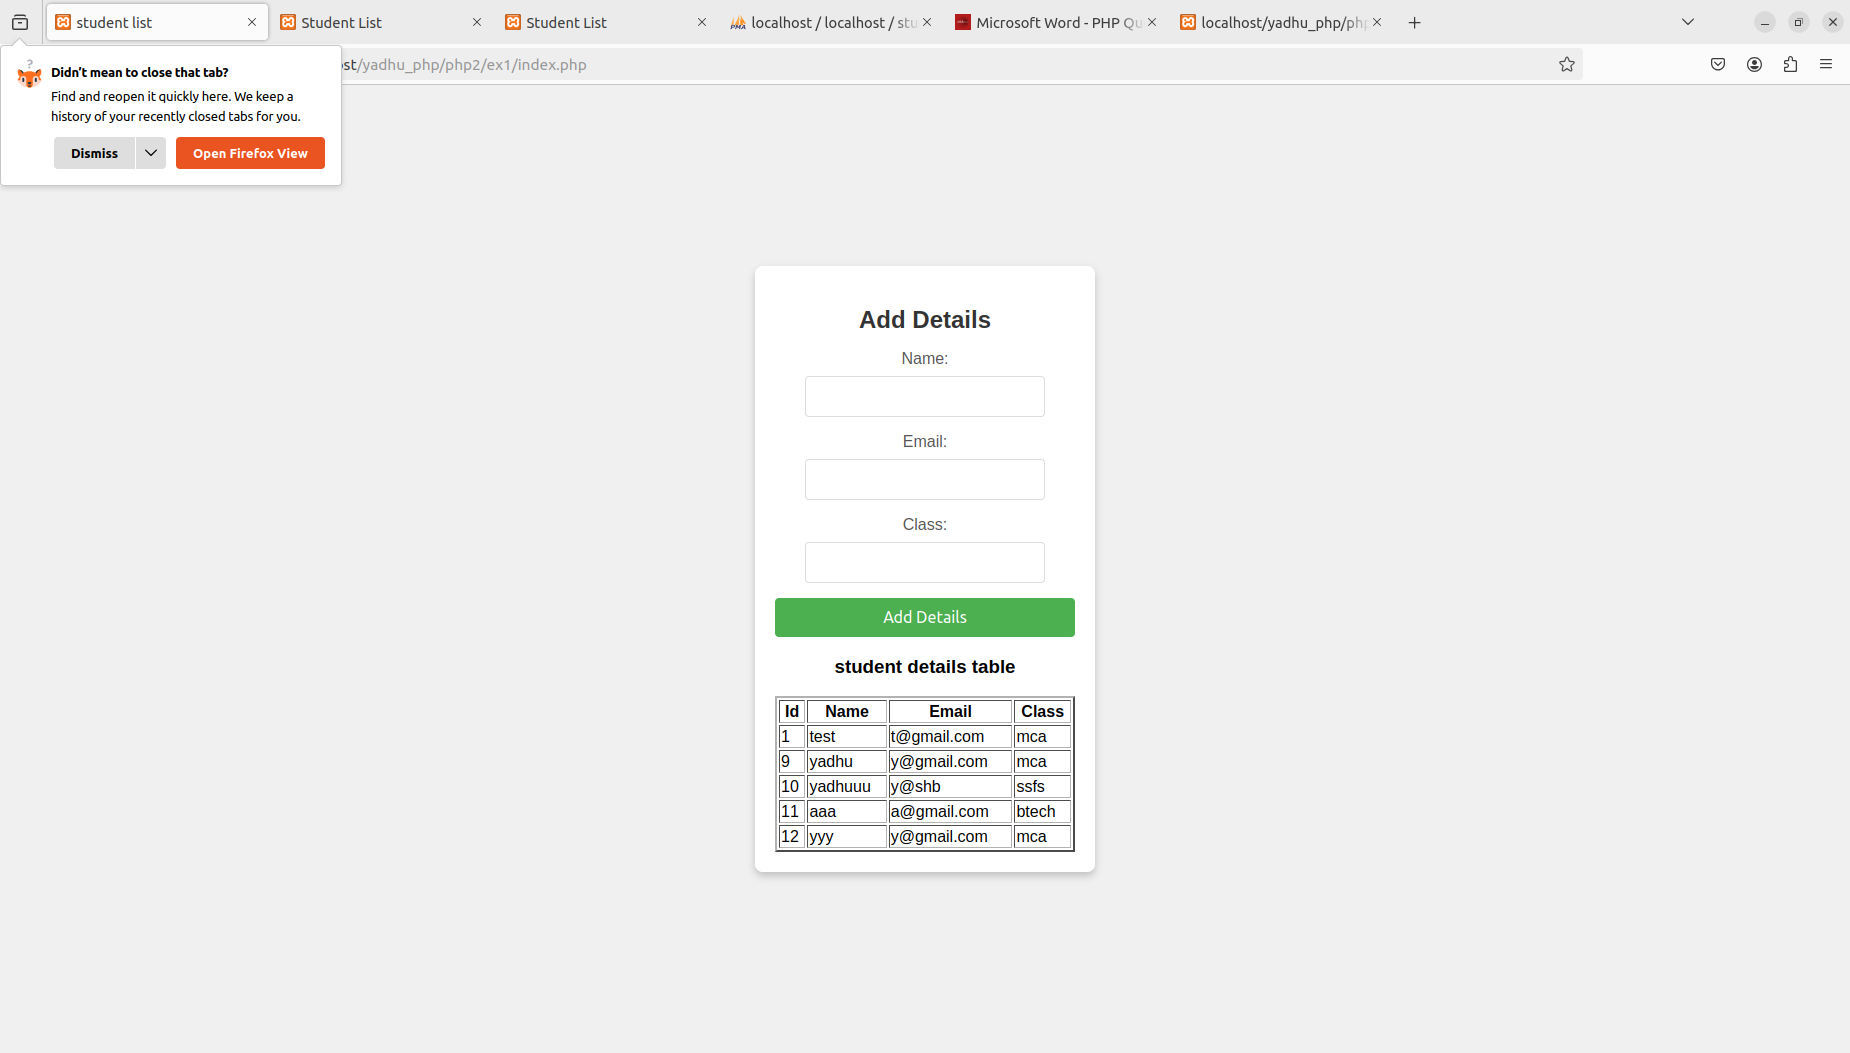 student list
Student List
Student List
localhost / localhost / stu
Microsoft Word - PHP Qu
localhost/yadhu_php/php
Didn't mean to close that tab?
Find and reopen it quickly here. We keep a
history of your recently closed tabs for you.
Dismiss
Open Firefox View
ost/yadhu_php/php2/ex1/index.php
Add Details
Name:
Email:
Class:
Add Details
student details table
Id Name Email Class
1 test t@gmail.com mca
9 yadhu y@gmail.com mca
10 yadhuuu y@shb ssfs
11 aaa a@gmail.com btech
12 yyy y@gmail.com mca